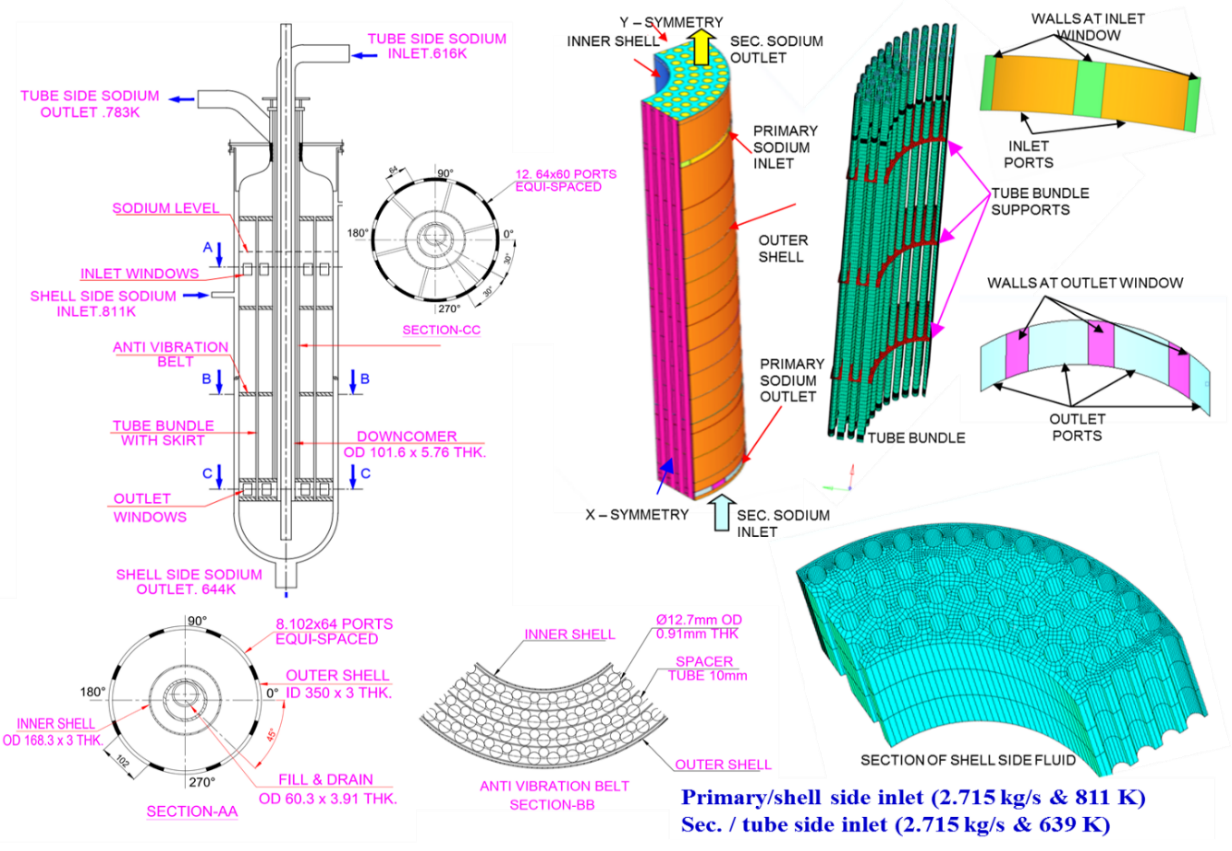 TUBE SIDE SODIUM
INLET.616K
TUBE SIDE SODIUM
OUTLET .783K
SODIUM LEVEL
A
INLET WINDOWS
SHELL SIDE SODIUM
INLET.811K
ANTI VIBRATION
BELT
B
B
TUBE BUNDLE
WITH SKIRT
DOWNCOMER
OD 101.6 x 5.76 THK.
C
C
OUTLET
WINDOWS
SHELL SIDE SODIUM
OUTLET. 644K
64
90°
12. 64x60 PORTS
EQUI-SPACED
180°
0°
30°
30°
270°
SECTION-CC
Y – SYMMETRY
INNER SHELL
SEC. SODIUM
OUTLET
PRIMARY
SODIUM
INLET
OUTER
SHELL
PRIMARY
SODIUM
OUTLET
X – SYMMETRY
SEC. SODIUM
INLET
TUBE BUNDLE
SUPPORTS
TUBE BUNDLE
WALLS AT INLET
WINDOW
INLET
PORTS
WALLS AT OUTLET WINDOW
OUTLET
PORTS
90°
8.102x64 PORTS
EQUI-SPACED
OUTER SHELL
ID 350 x 3 THK.
180°
0°
INNER SHELL
OD 168.3 x 3 THK.
45°
102
270°
FILL & DRAIN
OD 60.3 x 3.91 THK.
SECTION-AA
INNER SHELL
Ø12.7mm OD
0.91mm THK
SPACER
TUBE 10mm
OUTER SHELL
ANTI VIBRATION BELT
SECTION-BB
SECTION OF SHELL SIDE FLUID
Primary/shell side inlet (2.715 kg/s & 811 K)
Sec. / tube side inlet (2.715 kg/s & 639 K)